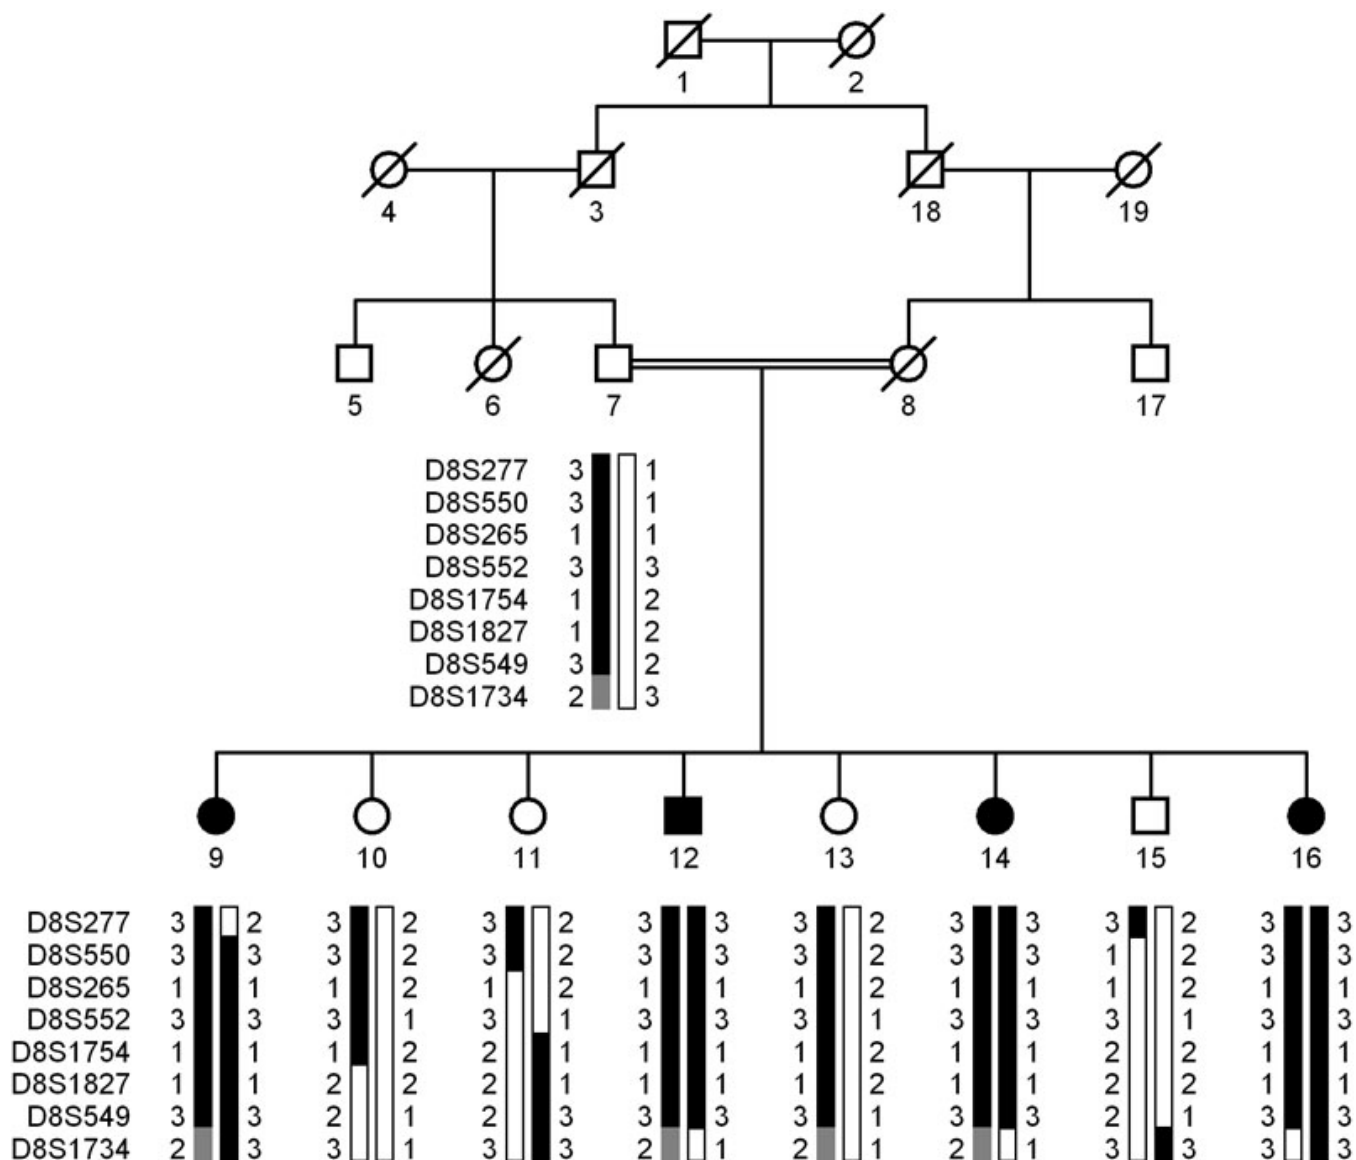 1 2
4 3 18 19
5 6 7 8 17
D8S277 3 1
D8S550 3 1
D8S265 1 1
D8S552 3 3
D8S1754 1 2
D8S1827 1 2
D8S549 3 2
D8S1734 2 3
9 10 11 12 13 14 15 16
D8S277 3 2 3 2 3 2 3 3 3 2 3 3 3 2 3 3
D8S550 3 3 3 2 3 2 3 3 3 2 3 3 1 2 3 3
D8S265 1 1 1 2 1 2 1 1 1 2 1 1 1 2 1 1
D8S552 3 3 3 1 3 1 3 3 3 1 3 3 3 1 3 3
D8S1754 1 1 1 2 2 1 1 1 1 2 1 1 2 2 1 1
D8S1827 1 1 2 2 2 1 1 1 1 2 1 1 2 2 1 1
D8S549 3 3 2 1 2 3 3 3 3 1 3 3 2 1 3 3
D8S1734 2 3 3 1 3 3 2 1 2 1 2 1 3 3 3 3